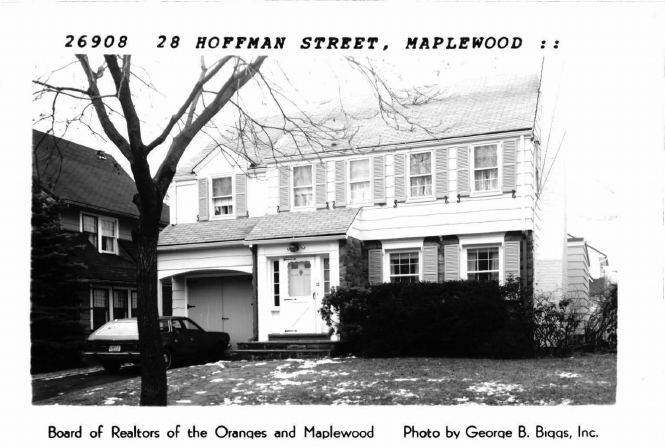 26908 28 HOFFMAN STREET, MAPLEWOOD ::
Board of Realtors of the Oranges and Maplewood Photo by George B. Biggs, Inc.